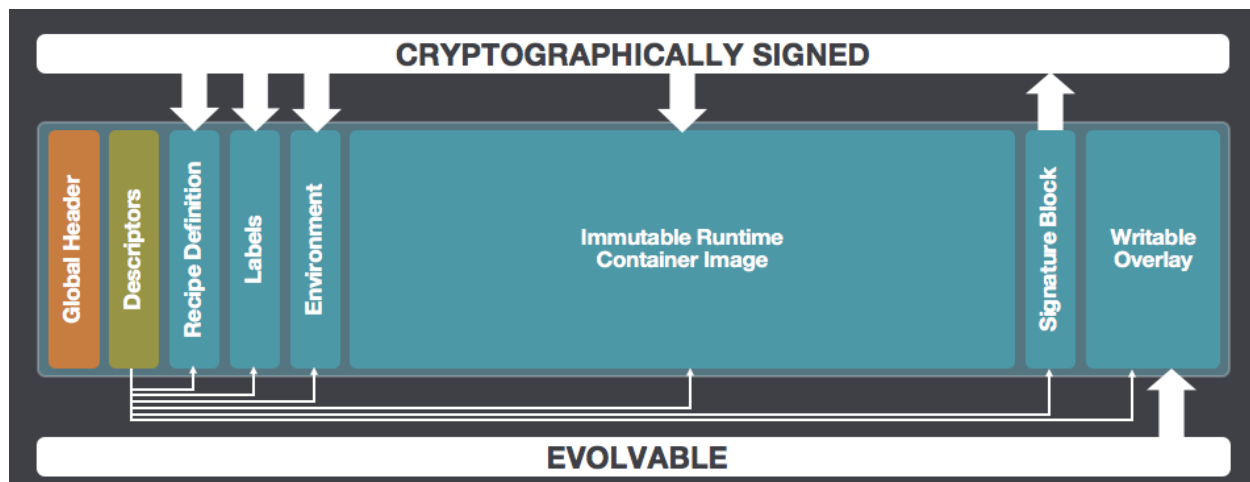 CRYPTOGRAPHICALLY SIGNED
Global Header
Descriptors
Recipe Definition
Labels
Environment
Immutable Runtime
Container Image
Signature Block
Writable
Overlay
EVOLVABLE